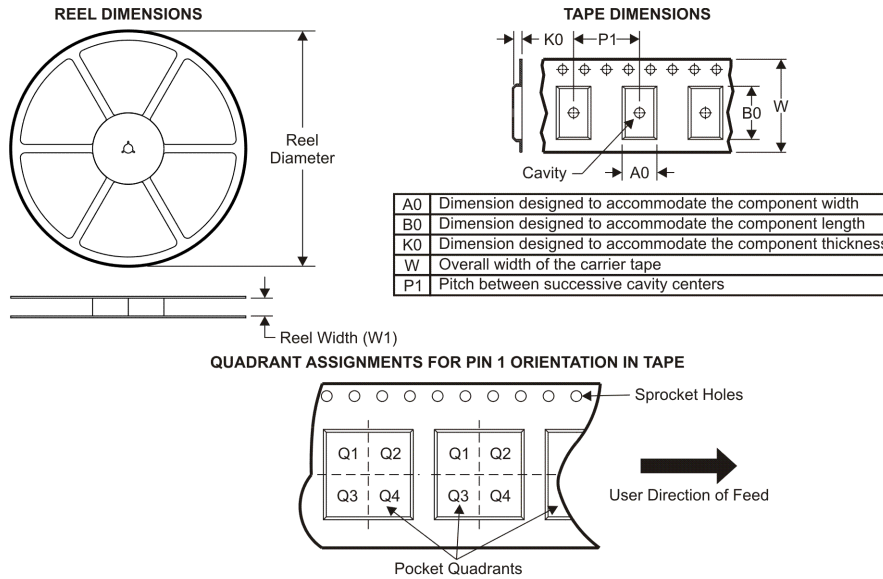 REEL DIMENSIONS
Reel
Diameter
Reel Width (W1)
TAPE DIMENSIONS
K0
P1
W
B0
Cavity
A0
A0 Dimension designed to accommodate the component width
B0 Dimension designed to accommodate the component length
K0 Dimension designed to accommodate the component thickness
W Overall width of the carrier tape
P1 Pitch between successive cavity centers
QUADRANT ASSIGNMENTS FOR PIN 1 ORIENTATION IN TAPE
Sprocket Holes
Q1 Q2 Q1 Q2
Q3 Q4 Q3 Q4
User Direction of Feed
Pocket Quadrants